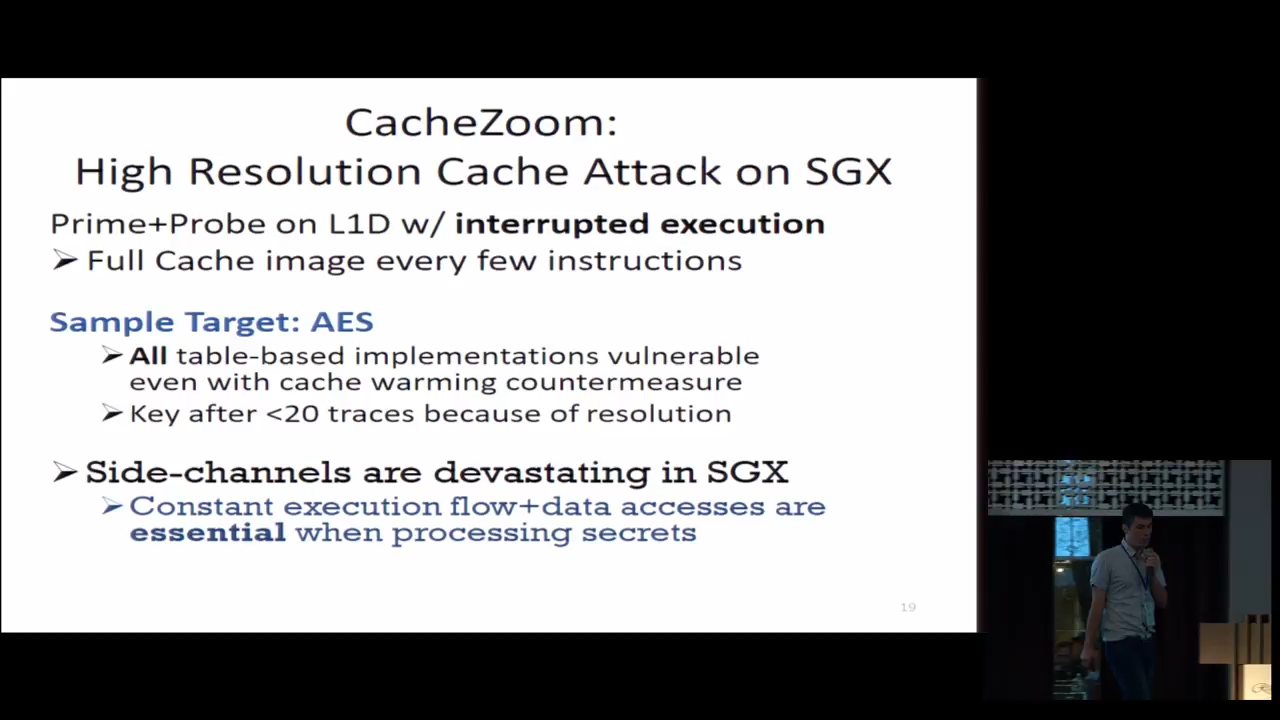 CacheZoom:
High Resolution Cache Attack on SGX
Prime+Probe on L1D w/ interrupted execution
➢ Full Cache image every few instructions
Sample Target: AES
➢ All table-based implementations vulnerable
even with cache warming countermeasure
➢ Key after <20 traces because of resolution
➢ Side-channels are devastating in SGX
➢ Constant execution flow+data accesses are
essential when processing secrets
19